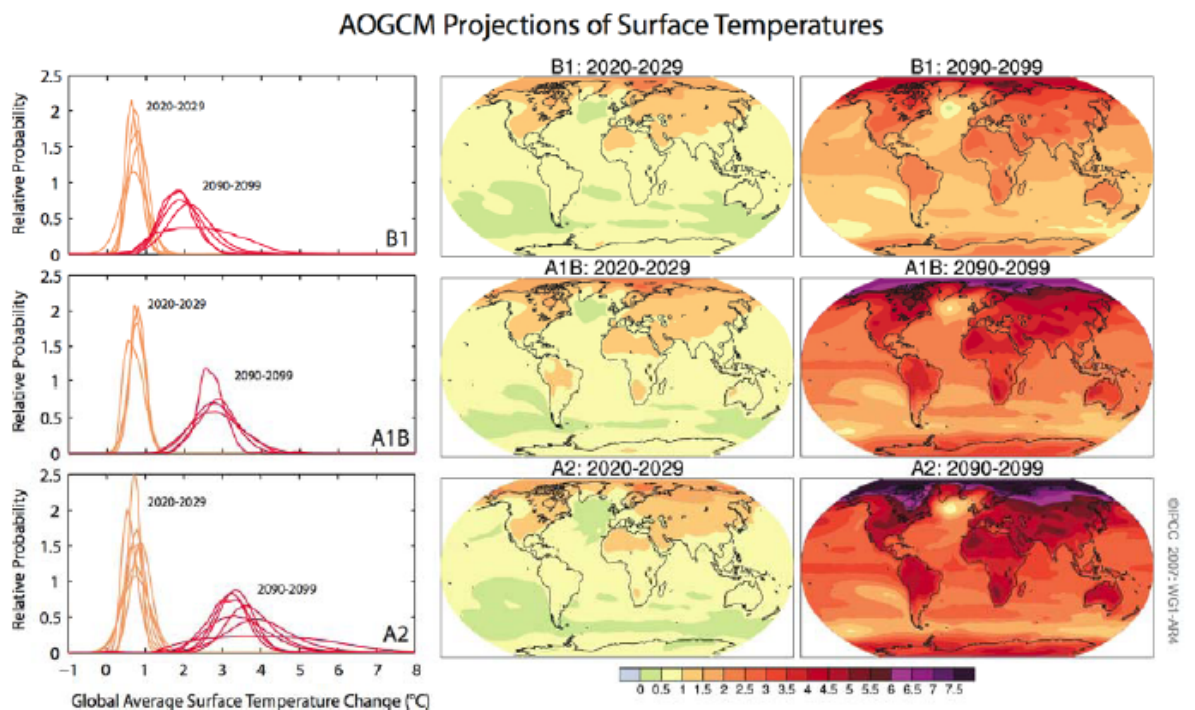 AOGCM Projections of Surface Temperatures
B1: 2020-2029
B1: 2090-2099
2.5
2
1.5
1
0.5
0
Relative Probability
2020-2029
2090-2099
B1
A1B: 2020-2029
A1B: 2090-2099
2.5
2
1.5
1
0.5
0
Relative Probability
2020-2029
2090-2099
A1B
A2: 2020-2029
A2: 2090-2099
2.5
2
1.5
1
0.5
0
Relative Probability
2020-2029
2090-2099
A2
−1 0 1 2 3 4 5 6 7 8
Global Average Surface Temperature Change (°C)
0 0.5 1 1.5 2 2.5 3 3.5 4 4.5 5 5.5 6 6.5 7 7.5
©IPCC 2007: WG1-AR4